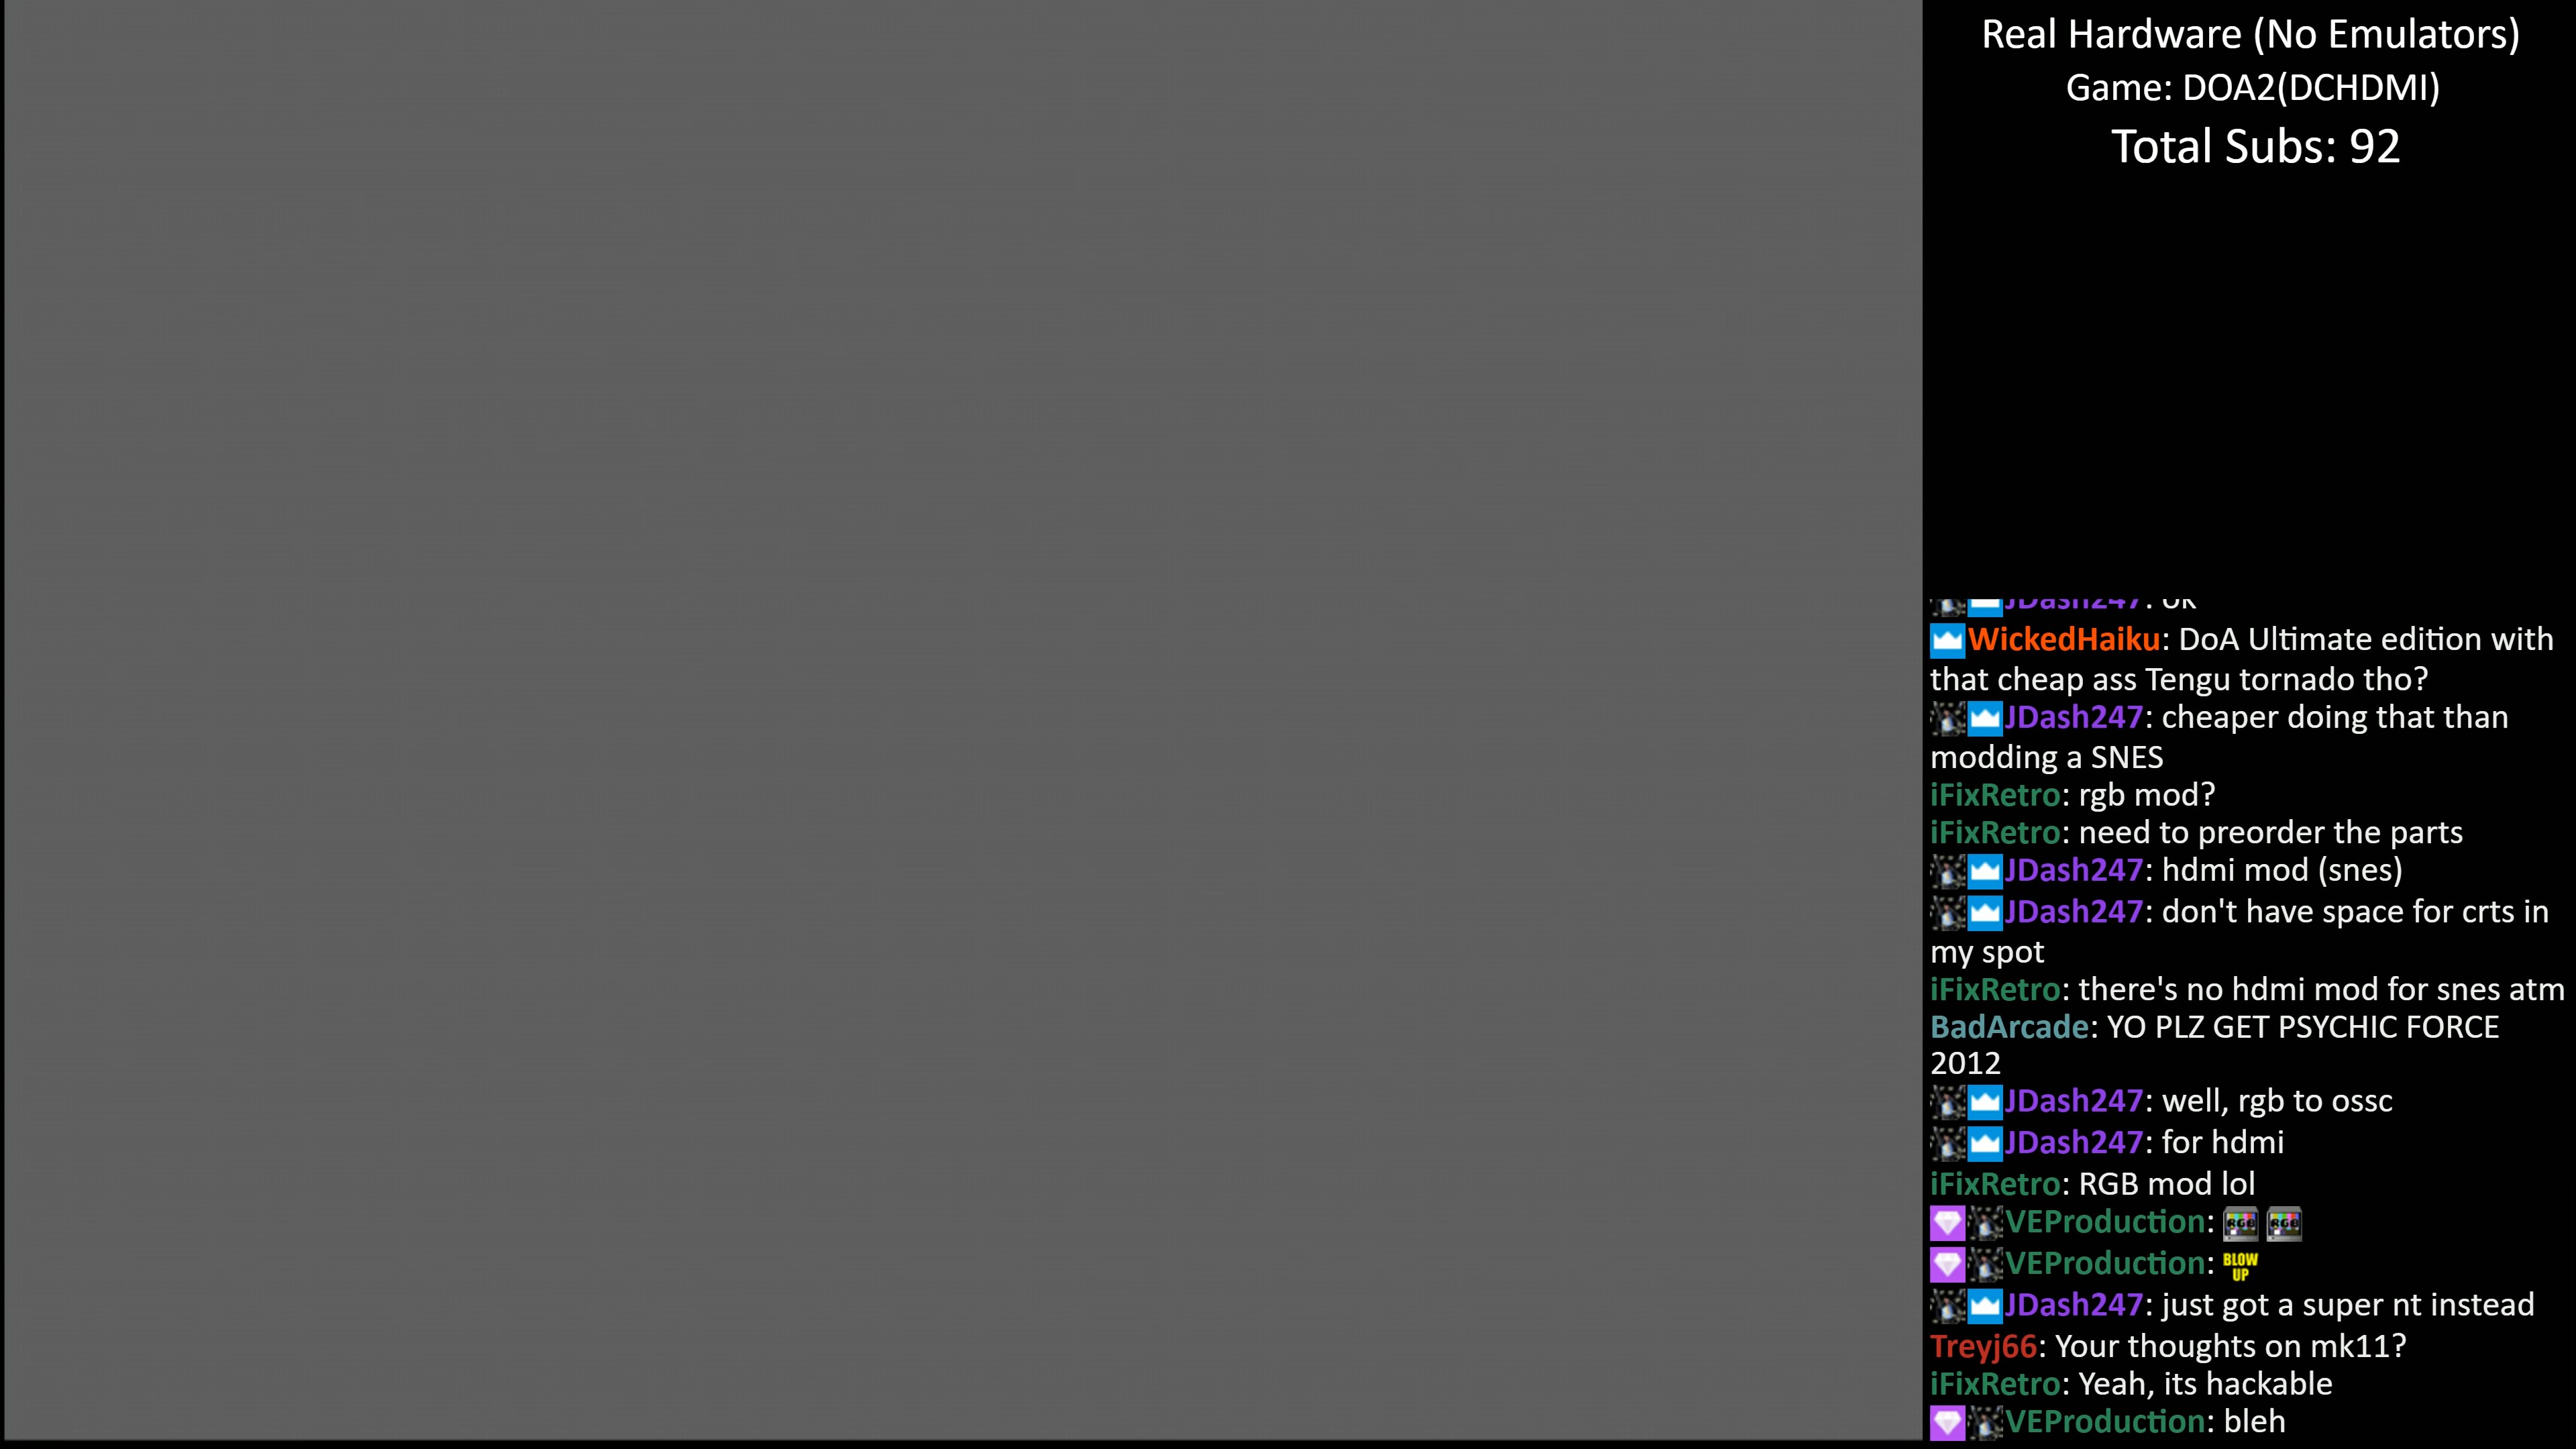 Real Hardware (No Emulators)
Game: DOA2(DCHDMI)
Total Subs: 92
JDash247: ok
WickedHaiku: DoA Ultimate edition with
that cheap ass Tengu tornado tho?
JDash247: cheaper doing that than
modding a SNES
iFixRetro: rgb mod?
iFixRetro: need to preorder the parts
JDash247: hdmi mod (snes)
JDash247: don't have space for crts in
my spot
iFixRetro: there's no hdmi mod for snes atm
BadArcade: YO PLZ GET PSYCHIC FORCE
2012
JDash247: well, rgb to ossc
JDash247: for hdmi
iFixRetro: RGB mod lol
VEProduction: RGB RGB
VEProduction: BLOW UP
JDash247: just got a super nt instead
Treyj66: Your thoughts on mk11?
iFixRetro: Yeah, its hackable
VEProduction: bleh